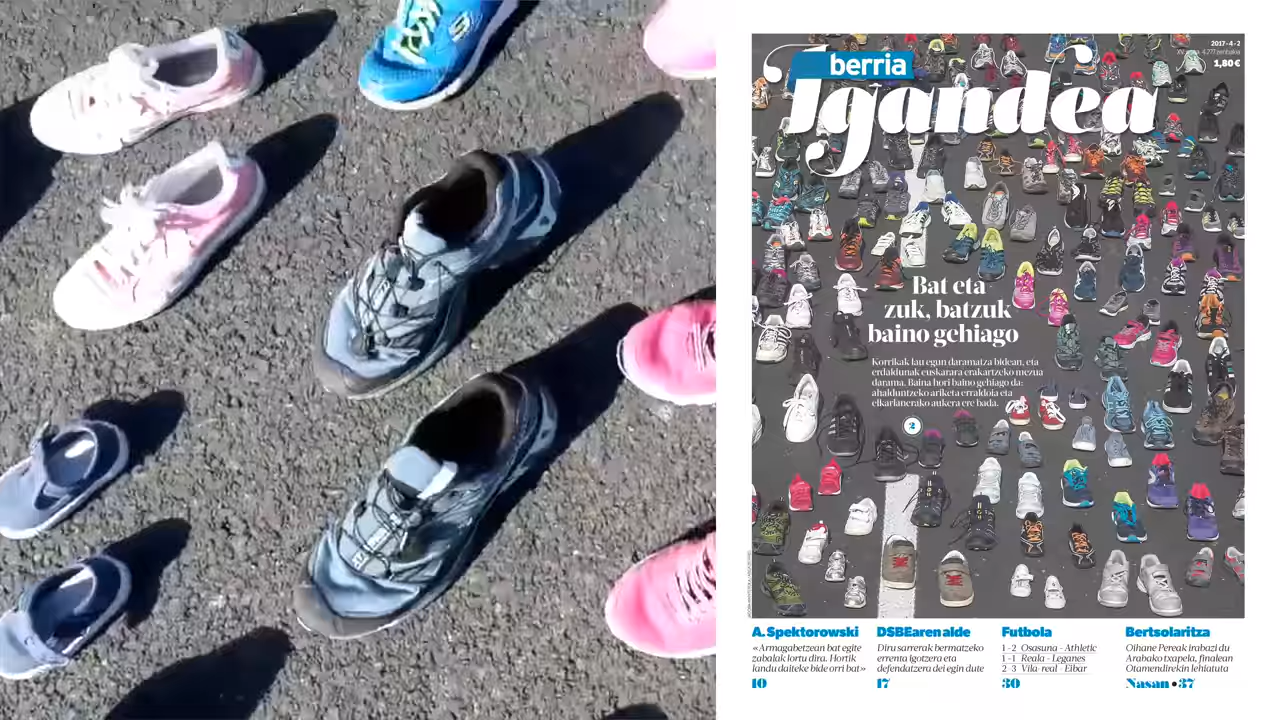 berria
Igandea
2017-4-2
1,80 €
Bat eta
zuk, batzuk
baino gehiago
Korrikak lau egun daramatza bidean, eta
erdaldunak euskarara erakartzeko mezua
darama. Baina hori baino gehiago da:
ahalduntzeko ariketa erraldoia eta
elkarlanerako aukera ere bada.
2
A. Spektorowski
«Armagabetzean bat egite
zabalak lortu dira. Hortik
landu daiteke bide orri bat»
10
DSBEaren alde
Diru sarrerak bermatzeko
errenta igotzera eta
defendatzera dei egin dute
17
Futbola
1-2 Osasuna - Athletic
1-1 Reala - Leganes
2-3 Vila-real - Eibar
30
Bertsolaritza
Oihane Pereak irabazi du
Arabako txapela, finalean
Otamendirekin lehiatuta
Nasan • 37